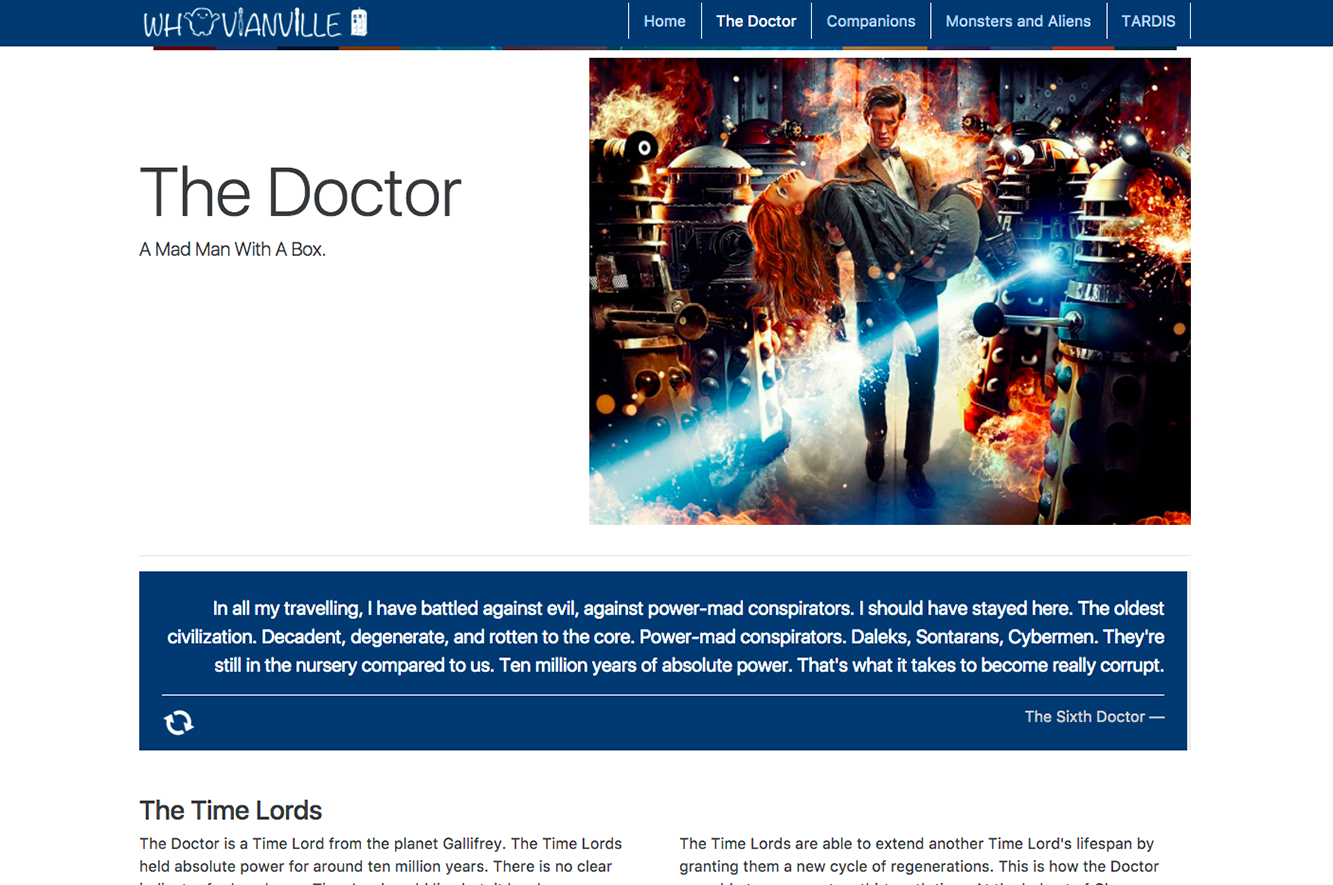 WHOVIANVILLE
Home
The Doctor
Companions
Monsters and Aliens
TARDIS
The Doctor
A Mad Man With A Box.
In all my travelling, I have battled against evil, against power-mad conspirators. I should have stayed here. The oldest
civilization. Decadent, degenerate, and rotten to the core. Power-mad conspirators. Daleks, Sontarans, Cybermen. They're
still in the nursery compared to us. Ten million years of absolute power. That's what it takes to become really corrupt.
The Sixth Doctor —
The Time Lords
The Doctor is a Time Lord from the planet Gallifrey. The Time Lords
held absolute power for around ten million years. There is no clear
The Time Lords are able to extend another Time Lord's lifespan by
granting them a new cycle of regenerations. This is how the Doctor